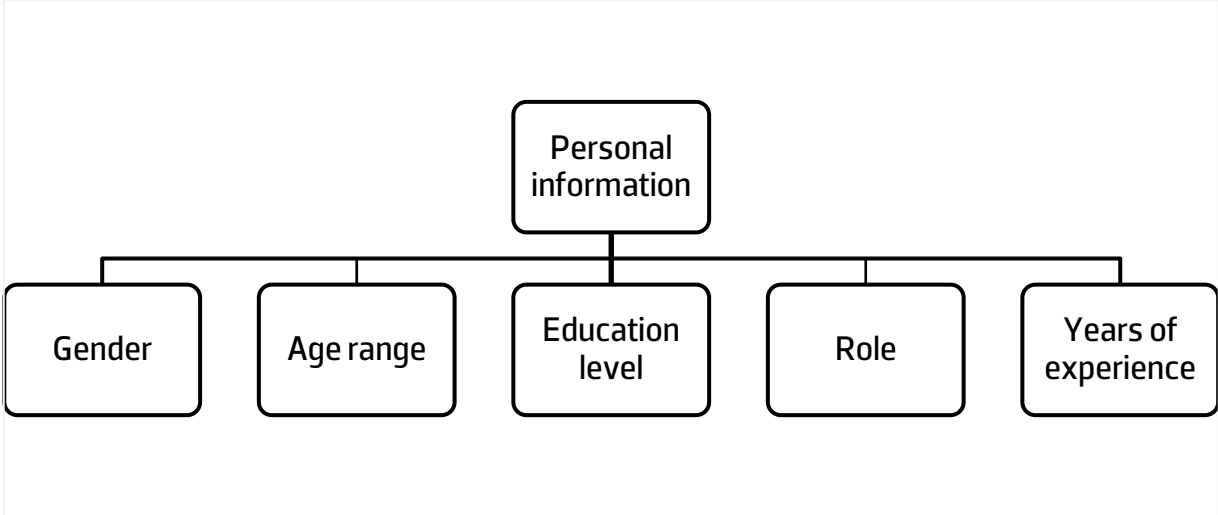 Personal
information
Gender
Age range
Education
level
Role
Years of
experience